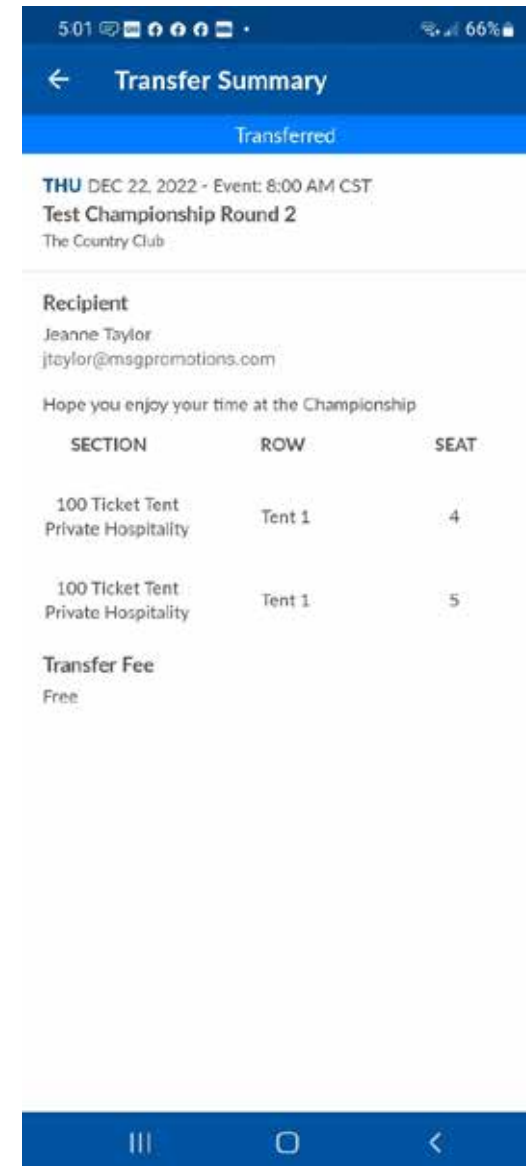 5:01 66%
Transfer Summary
Transferred
THU DEC 22, 2022 - Event: 8:00 AM CST
Test Championship Round 2
The Country Club
Recipient
Jeanne Taylor
jtaylor@msgpromotions.com
Hope you enjoy your time at the Championship
SECTION ROW SEAT
100 Ticket Tent
Private Hospitality Tent 1 4
100 Ticket Tent
Private Hospitality Tent 1 5
Transfer Fee
Free